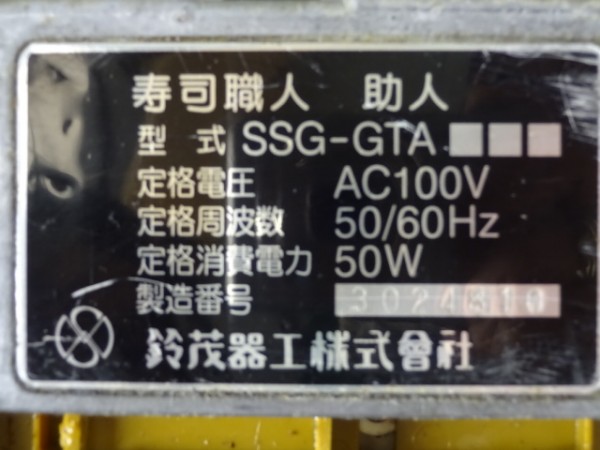 寿司職人 助人
型式 SSG-GTA
定格電圧 AC100V
定格周波数 50/60Hz
定格消費電力 50W
製造番号 3024810
鈴茂器工株式會社